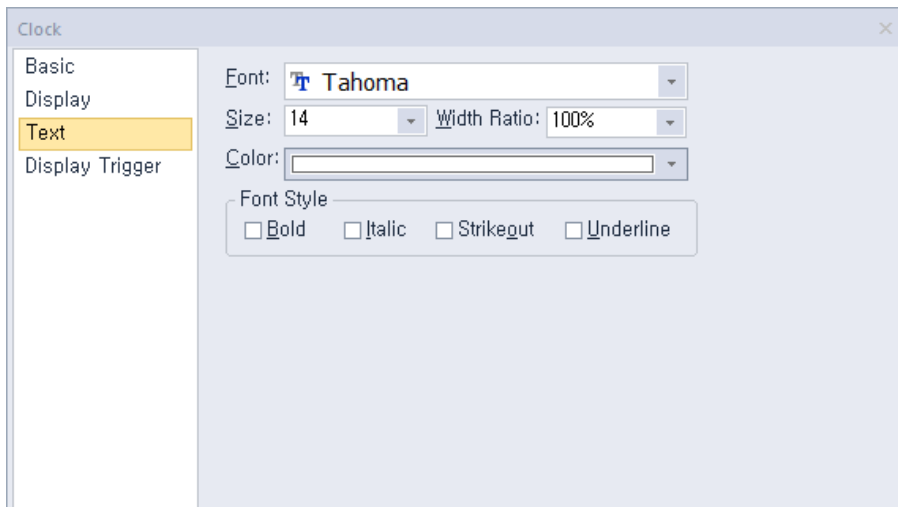 Clock
Basic
Display
Text
Display Trigger
Font: Tahoma
Size: 14 Width Ratio: 100%
Color:
Font Style
Bold Italic Strikeout Underline